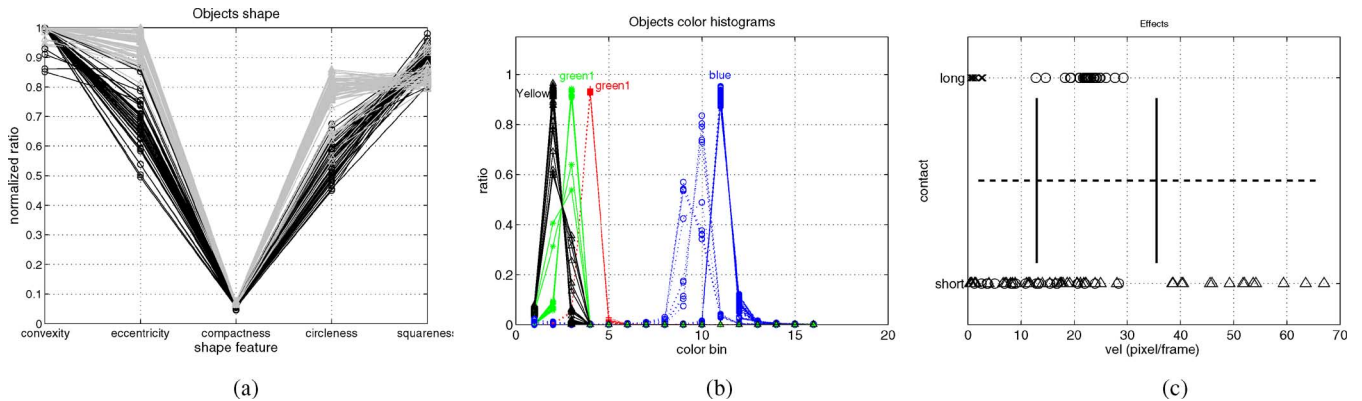 Objects shape
normalized ratio
1
0.9
0.8
0.7
0.6
0.5
0.4
0.3
0.2
0.1
0
convexity eccentricity compactness circleness squareness
shape feature
(a)
Objects color histograms
ratio
1
0.8
0.6
0.4
0.2
0
Yellow
green1
green1
blue
0 5 10 15 20
color bin
(b)
Effects
contact
long
short
0 10 20 30 40 50 60 70
vel (pixel/frame)
(c)